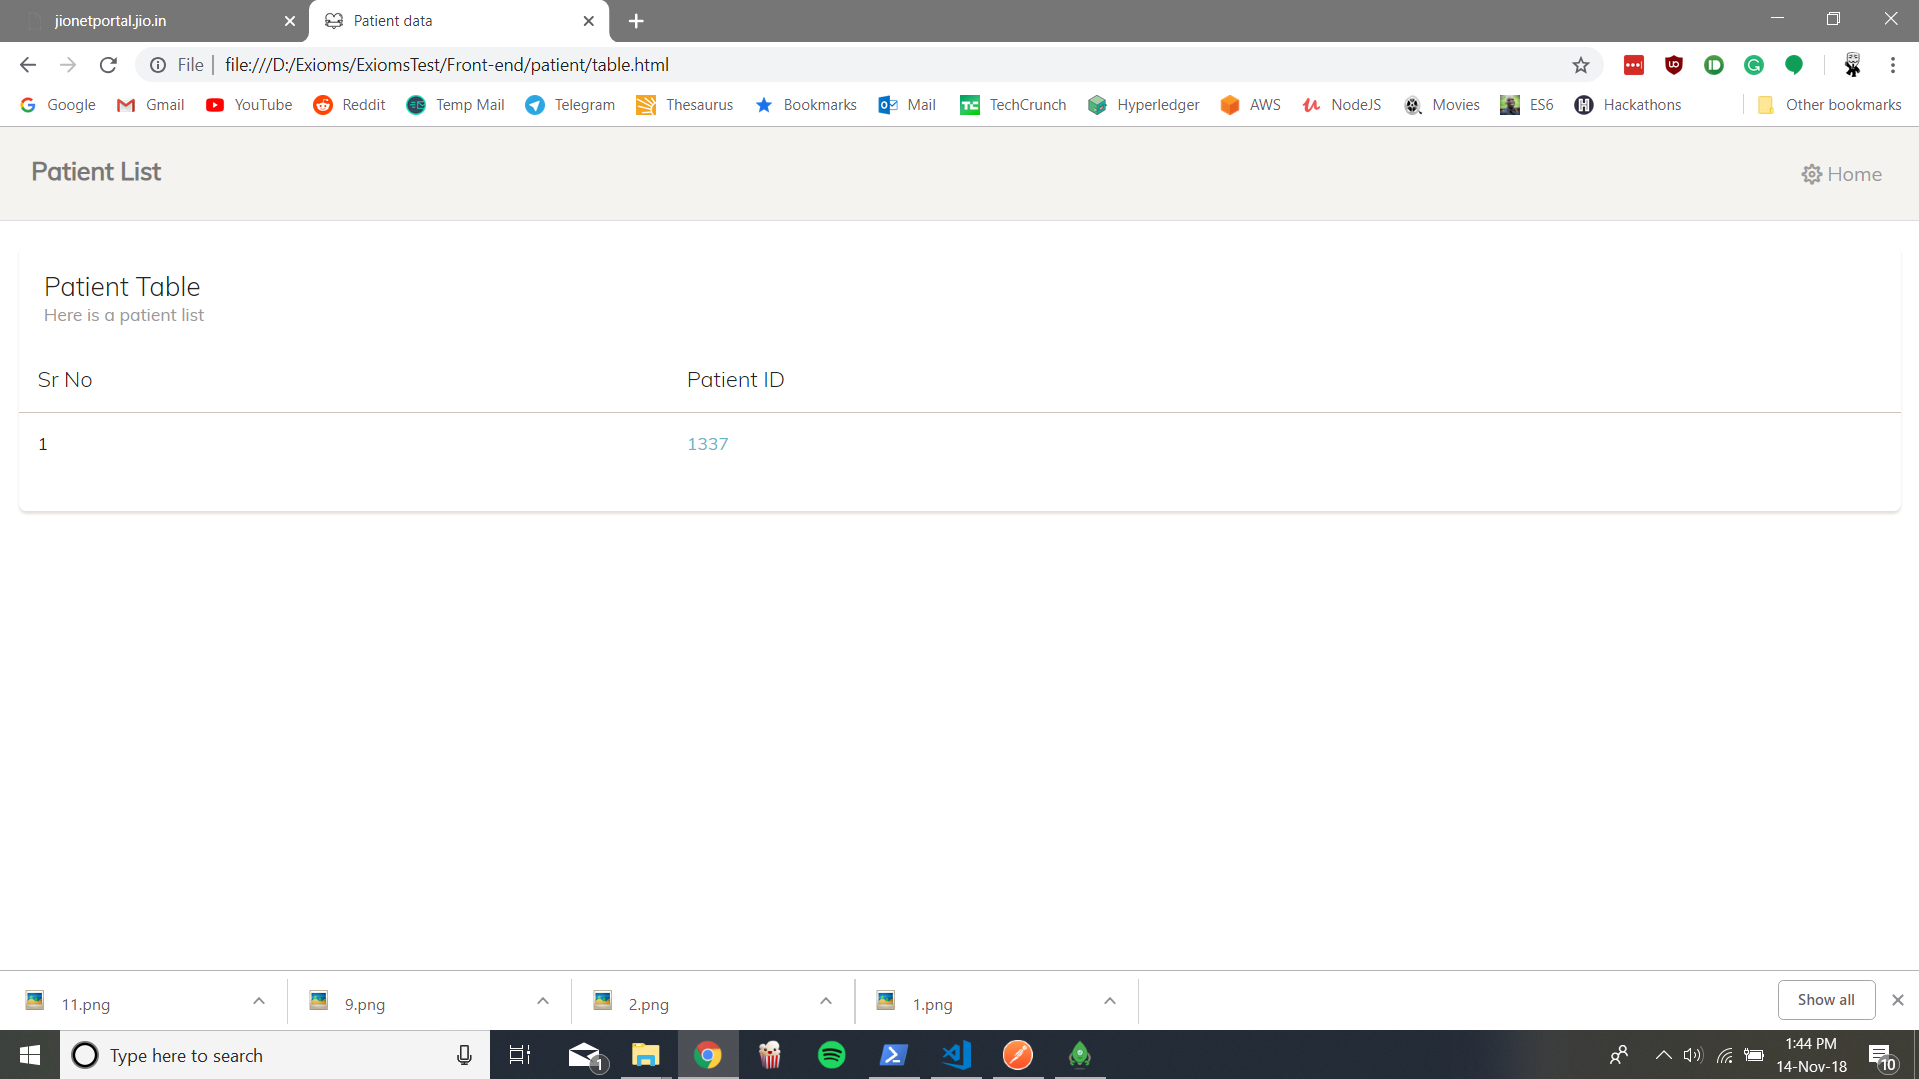 jionetportal.jio.in
Patient data
File
file:///D:/Exioms/ExiomsTest/Front-end/patient/table.html
Google
Gmail
YouTube
Reddit
Temp Mail
Telegram
Thesaurus
Bookmarks
Mail
TechCrunch
Hyperledger
AWS
NodeJS
Movies
ES6
Hackathons
Other bookmarks
Patient List
Home
Patient Table
Here is a patient list
Sr No
Patient ID
1
1337
11.png
9.png
2.png
1.png
Show all
Type here to search
1
1:44 PM
14-Nov-18
10